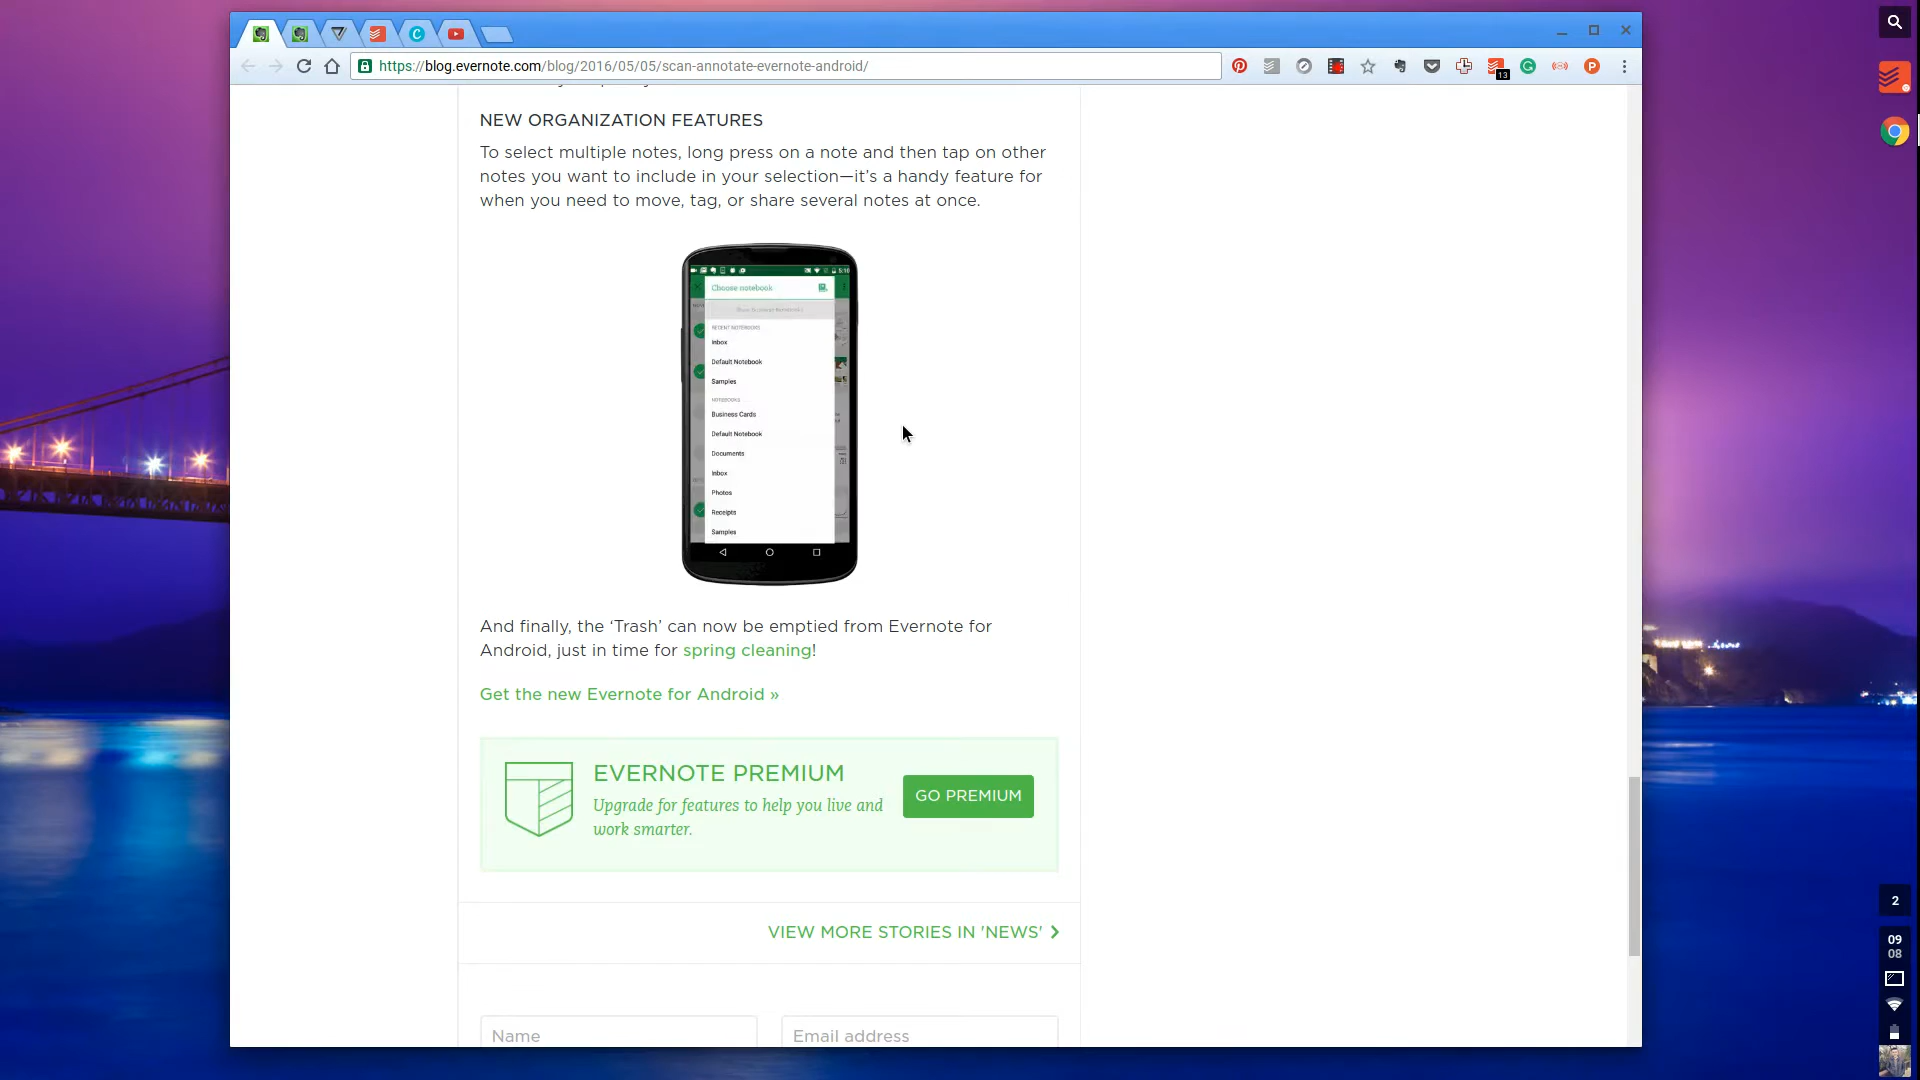 https://blog.evernote.com/blog/2016/05/05/scan-annotate-evernote-android/
13
NEW ORGANIZATION FEATURES
To select multiple notes, long press on a note and then tap on other
notes you want to include in your selection—it's a handy feature for
when you need to move, tag, or share several notes at once.
5:10
Choose notebook
RECENT NOTEBOOKS
Inbox
Default Notebook
Samples
NOTEBOOKS
Business Cards
Default Notebook
Documents
Inbox
Photos
Receipts
Samples
And finally, the ‘Trash’ can now be emptied from Evernote for
Android, just in time for spring cleaning!
Get the new Evernote for Android »
EVERNOTE PREMIUM
Upgrade for features to help you live and
work smarter.
GO PREMIUM
VIEW MORE STORIES IN 'NEWS'
Name
Email address
2
09
08